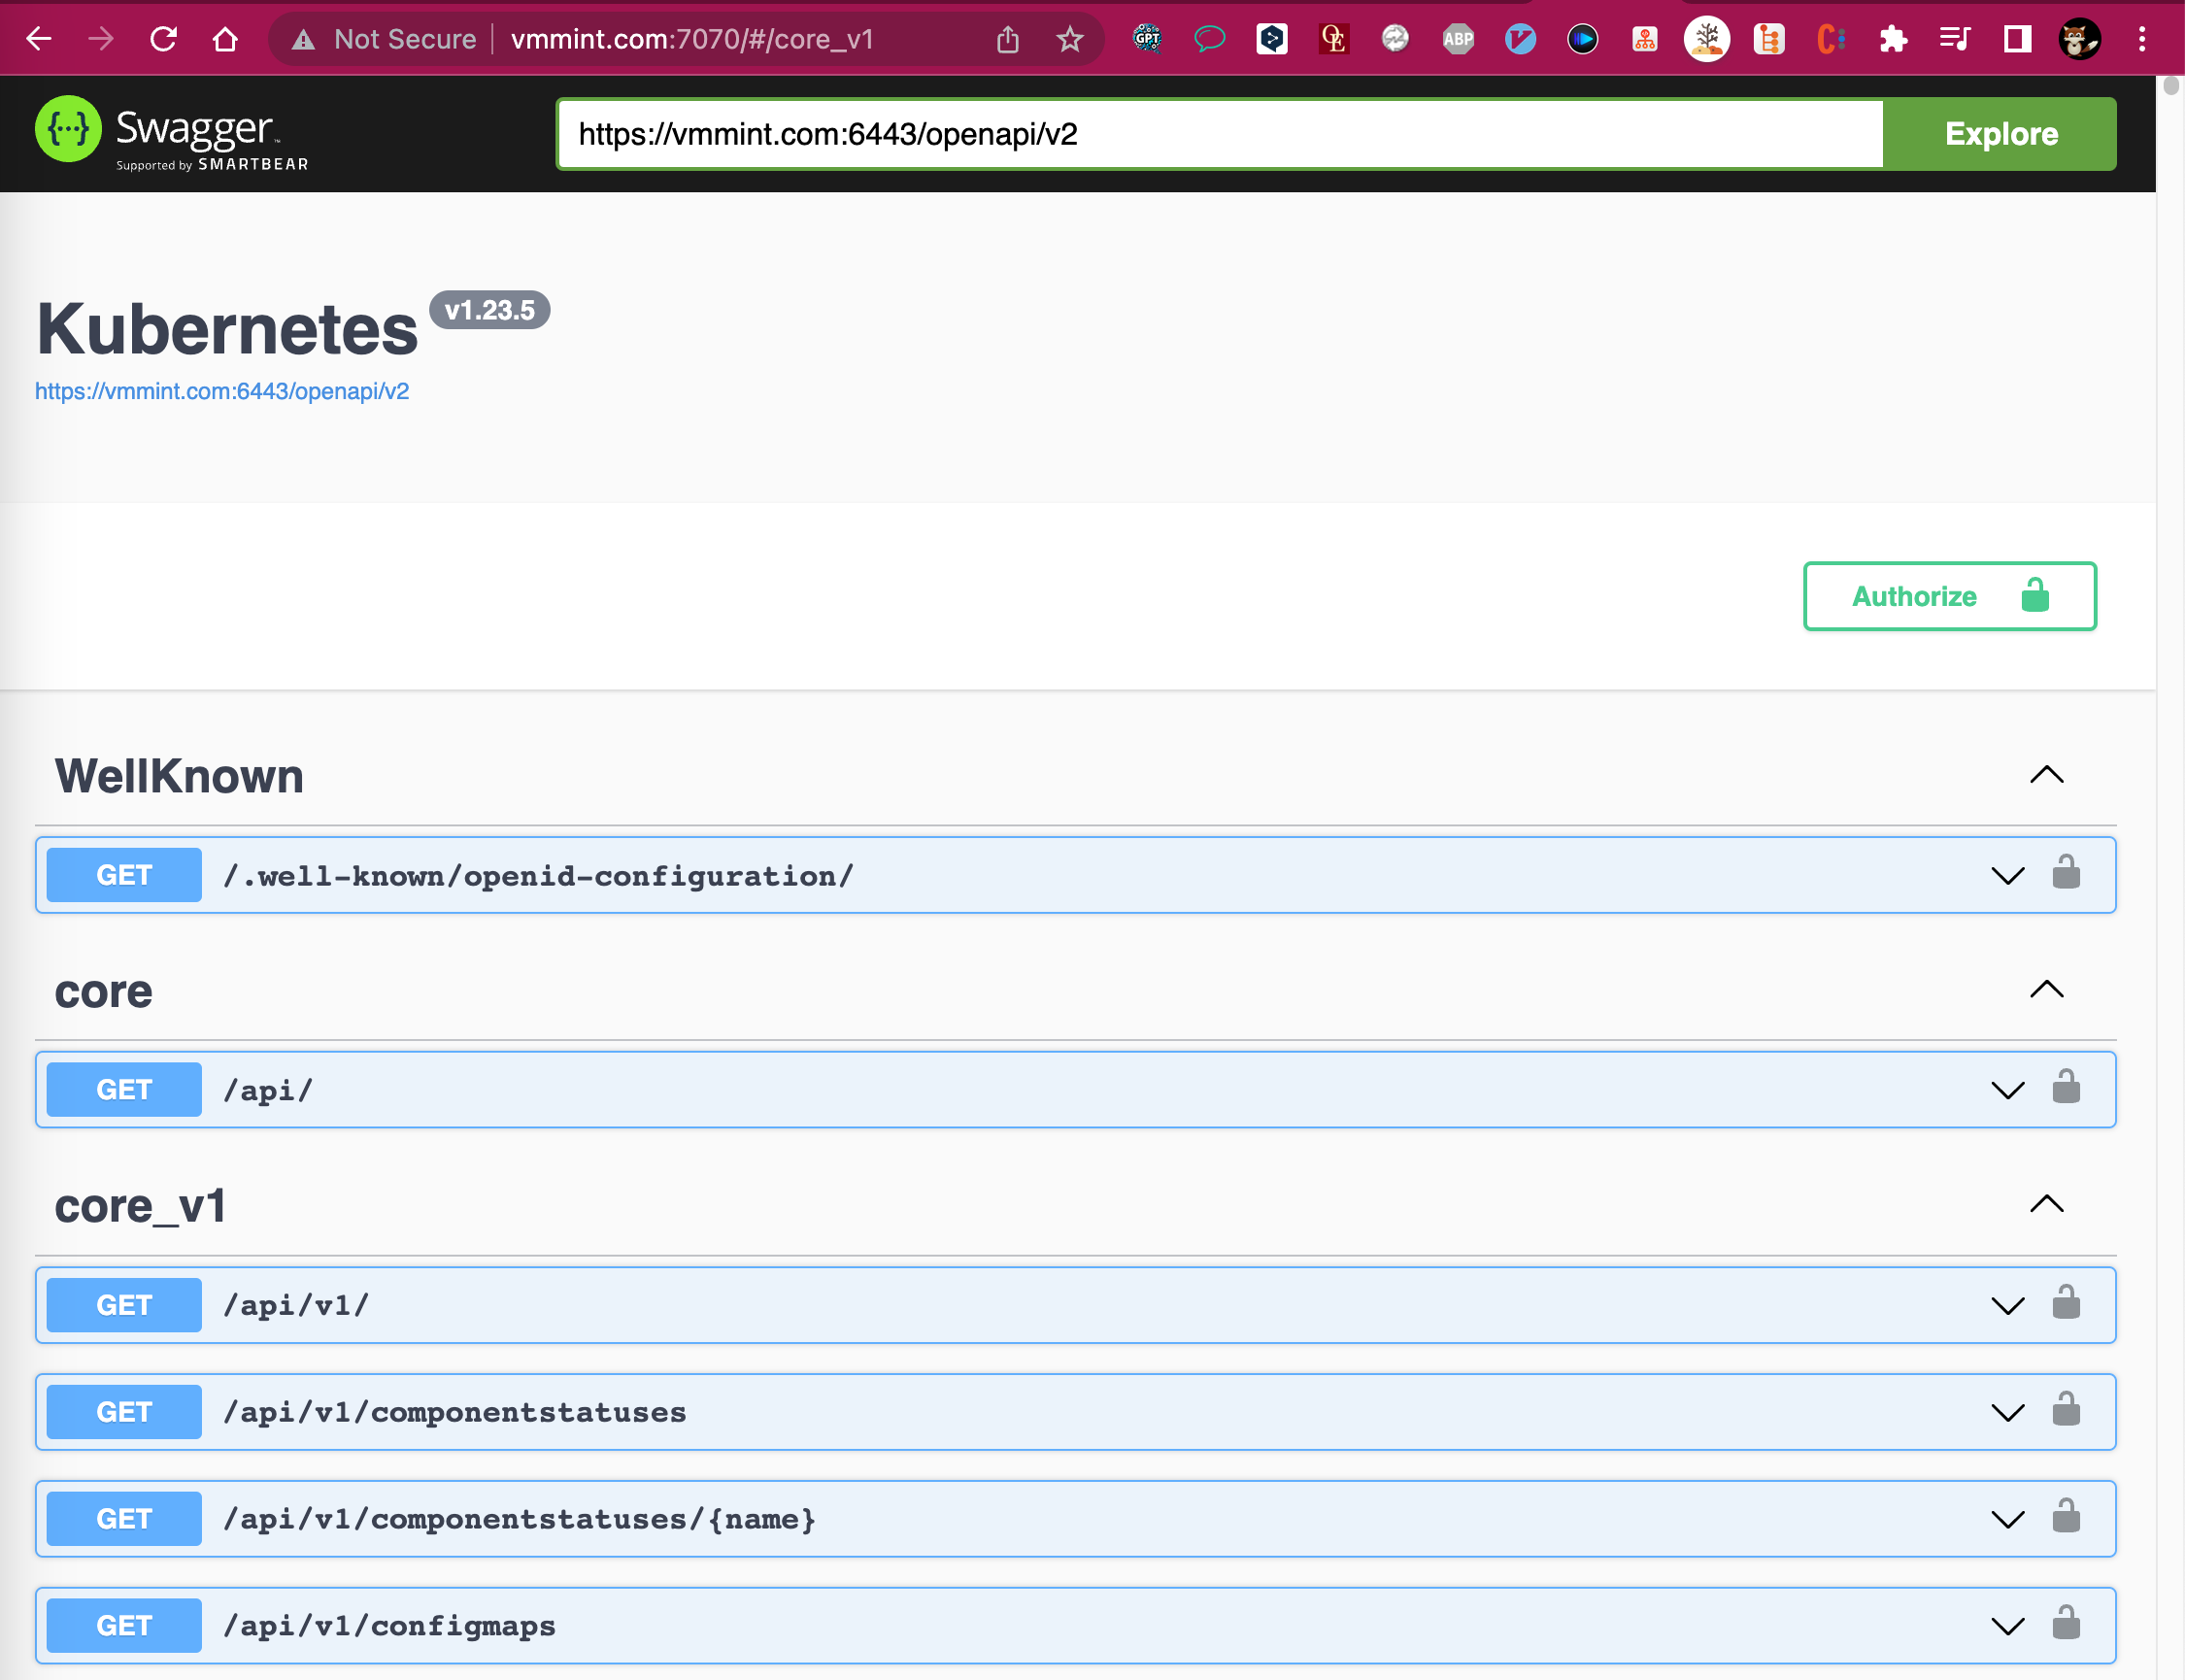 Not Secure vmmint.com:7070/#/core_v1
GPT
OE
ABP
{···} Swagger™
Supported by SMARTBEAR
https://vmmint.com:6443/openapi/v2
Explore
Kubernetes v1.23.5
https://vmmint.com:6443/openapi/v2
Authorize
WellKnown
GET /.well-known/openid-configuration/
core
GET /api/
core_v1
GET /api/v1/
GET /api/v1/componentstatuses
GET /api/v1/componentstatuses/{name}
GET /api/v1/configmaps